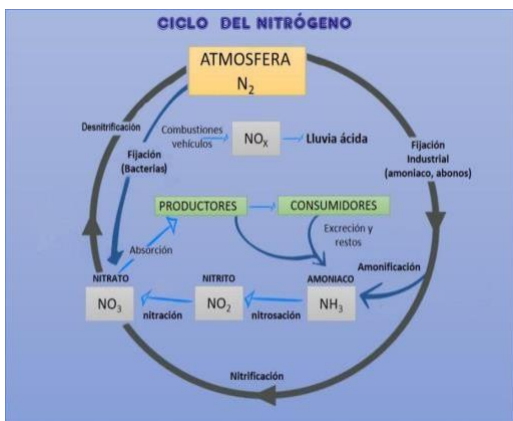 CICLO DEL NITRÓGENO
ATMOSFERA
N2
Desnitrificación
Combustiones
vehículos
NOX
Lluvia ácida
Fijación
(Bacterias)
Fijación
Industrial
(amoniaco, abonos)
PRODUCTORES
CONSUMIDORES
Excreción y
restos
Absorción
Amonificación
NITRATO
NO3
nitración
NITRITO
NO2
nitrosación
AMONIACO
NH3
Nitrificación